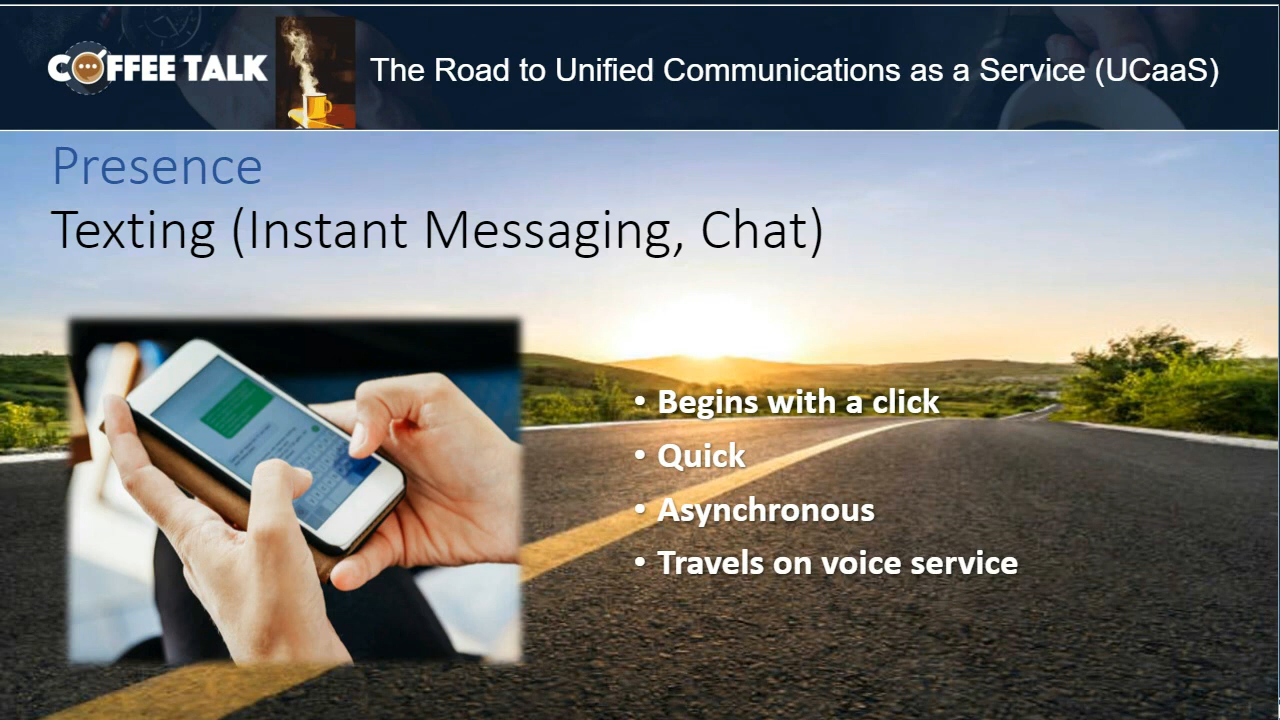 COFFEE TALK
The Road to Unified Communications as a Service (UCaaS)
Presence
Texting (Instant Messaging, Chat)
• Begins with a click
• Quick
• Asynchronous
• Travels on voice service